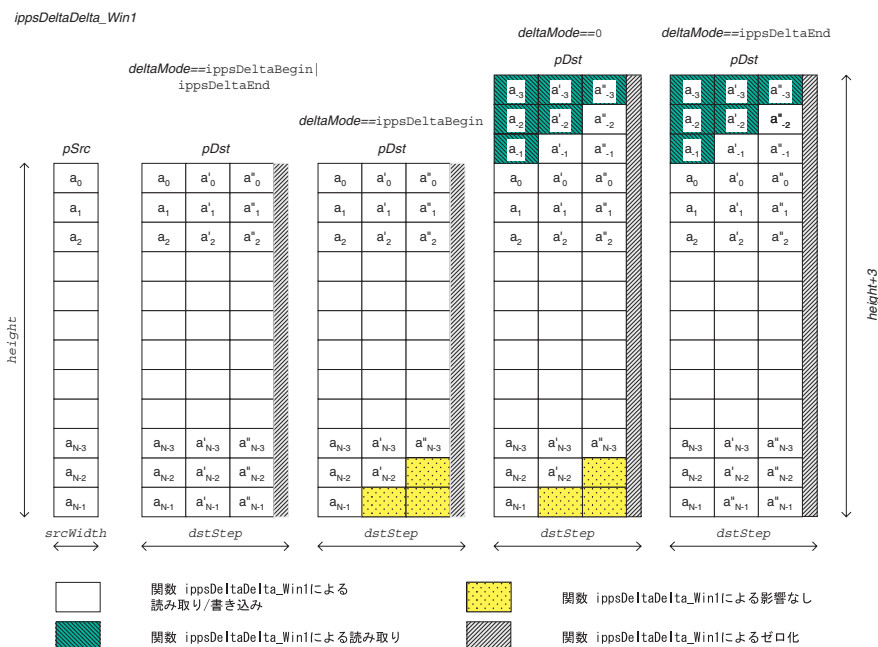 ippsDeltaDelta_Win1
deltaMode==ippsDeltaBegin|
ippsDeltaEnd
deltaMode==ippsDeltaBegin
deltaMode==0
deltaMode==ippsDeltaEnd
pSrc
pDst
pDst
pDst
pDst
a-3 a'-3 a"-3 a-3 a'-3 a"-3
a-2 a'-2 a"-2 a-2 a'-2 a"-2
a-1 a'-1 a"-1 a-1 a'-1 a"-1
a0 a0 a'0 a"0 a0 a'0 a"0 a0 a'0 a"0 a0 a'0 a"0
a1 a1 a'1 a"1 a1 a'1 a"1 a1 a'1 a"1 a1 a'1 a"1
a2 a2 a'2 a"2 a2 a'2 a"2 a2 a'2 a"2 a2 a'2 a"2
height
height+3
aN-3 aN-3 a'N-3 a"N-3 aN-3 a'N-3 a"N-3 aN-3 a'N-3 a"N-3 aN-3 a'N-3 a"N-3
aN-2 aN-2 a'N-2 a"N-2 aN-2 a'N-2 aN-2 a'N-2 aN-2 a'N-2 a"N-2
aN-1 aN-1 a'N-1 a"N-1 aN-1 aN-1 aN-1 a"N-1 a"N-1
srcWidth dstStep dstStep dstStep dstStep
関数 ippsDeltaDelta_Win1による
読み取り/書き込み
関数 ippsDeltaDelta_Win1による影響なし
関数 ippsDeltaDelta_Win1による読み取り
関数 ippsDeltaDelta_Win1によるゼロ化